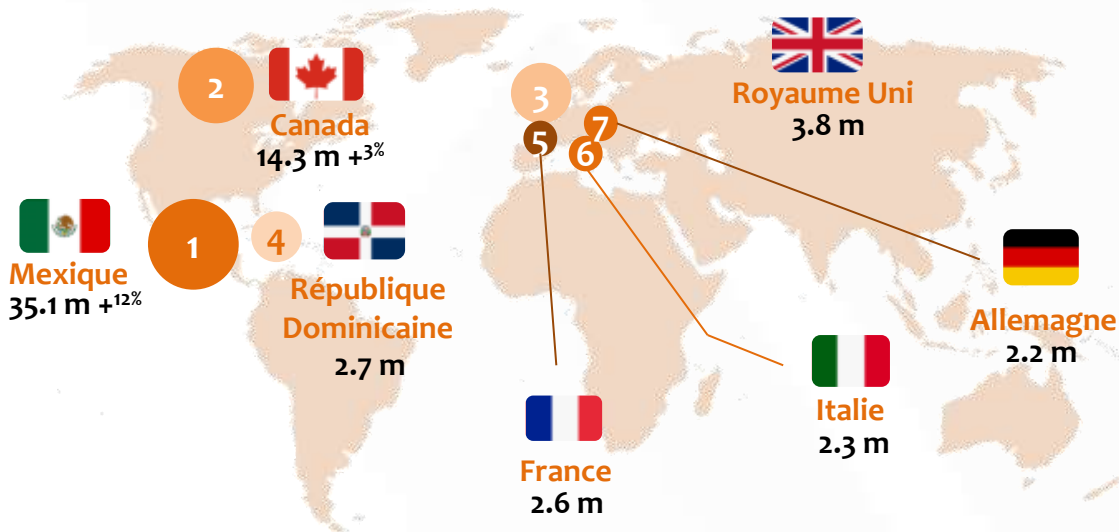 2
Canada
14.3 m +3%
3
7
5
6
Royaume Uni
3.8 m
1
Mexique
35.1 m +12%
4
République
Dominicaine
2.7 m
Allemagne
2.2 m
Italie
2.3 m
France
2.6 m